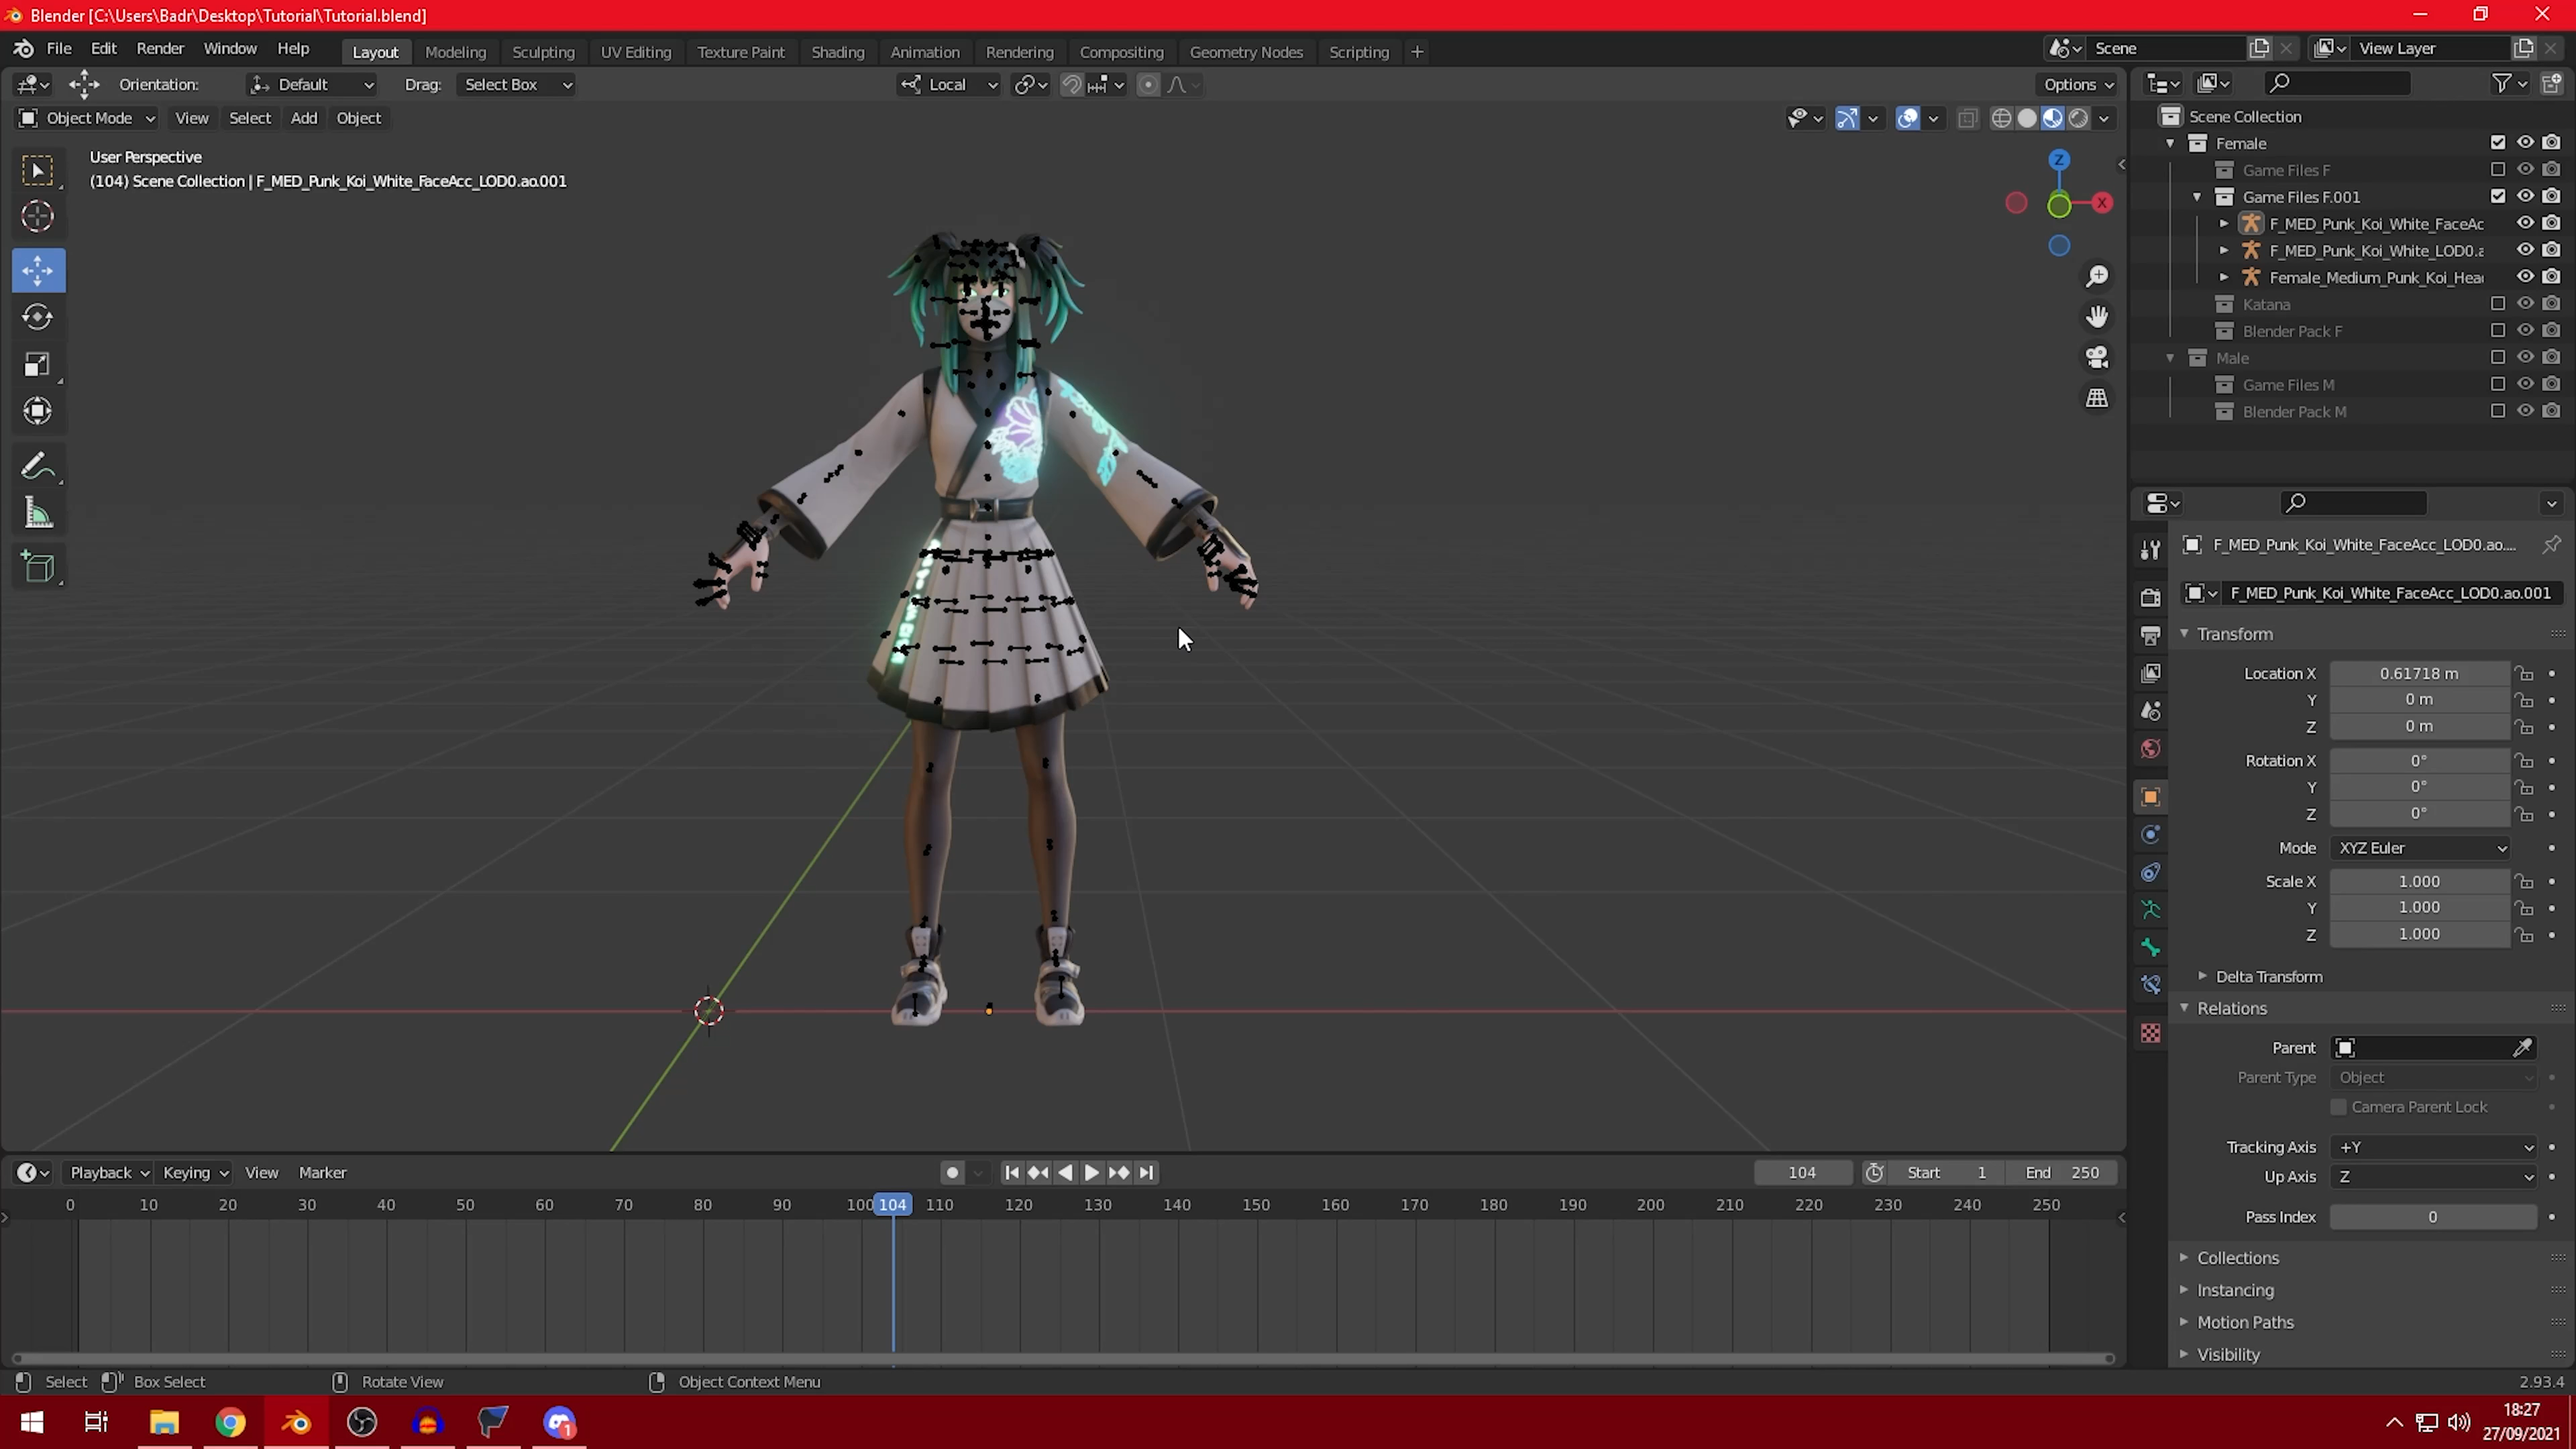 Blender [C:\Users\Badr\Desktop\Tutorial\Tutorial.blend]
File Edit Render Window Help Layout Modeling Sculpting UV Editing Texture Paint Shading Animation Rendering Compositing Geometry Nodes Scripting + Scene View Layer
Orientation: Default Drag: Select Box Local Options
Object Mode View Select Add Object
User Perspective
(104) Scene Collection | F_MED_Punk_Koi_White_FaceAcc_LOD0.ao.001
Z
X
Scene Collection
Female
Game Files F
Game Files F.001
F_MED_Punk_Koi_White_FaceAc
F_MED_Punk_Koi_White_LOD0.a
Female_Medium_Punk_Koi_Hea
Katana
Blender Pack F
Male
Game Files M
Blender Pack M
F_MED_Punk_Koi_White_FaceAcc_LOD0.ao....
F_MED_Punk_Koi_White_FaceAcc_LOD0.ao.001
Transform
Location X 0.61718 m
Y 0 m
Z 0 m
Rotation X 0°
Y 0°
Z 0°
Mode XYZ Euler
Scale X 1.000
Y 1.000
Z 1.000
Delta Transform
Relations
Parent
Parent Type Object
Camera Parent Lock
Tracking Axis +Y
Up Axis Z
Pass Index 0
Collections
Instancing
Motion Paths
Visibility
Playback Keying View Marker 104 Start 1 End 250
0 10 20 30 40 50 60 70 80 90 100 104 110 120 130 140 150 160 170 180 190 200 210 220 230 240 250
Select Box Select Rotate View Object Context Menu 2.93.4
1
18:27
27/09/2021